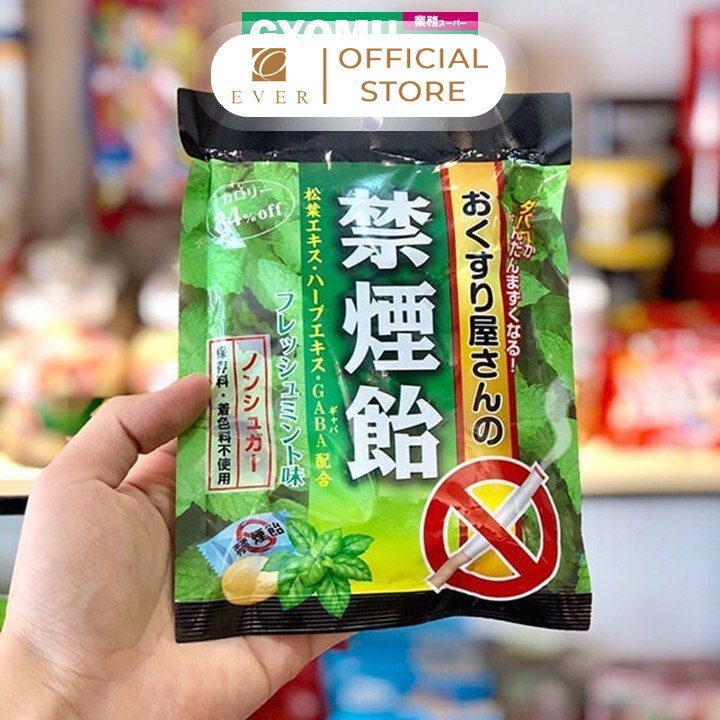 GYOMU
業務スーパー
EVER
OFFICIAL
STORE
カロリー
34%off
タバコが
だんだんまずくなる!
おくすり屋さんの
禁煙飴
松葉エキス・ハーブエキス・GABA配合
ギャバ
フレッシュミント味
ノンシュガー
保存料・着色料不使用
禁煙飴